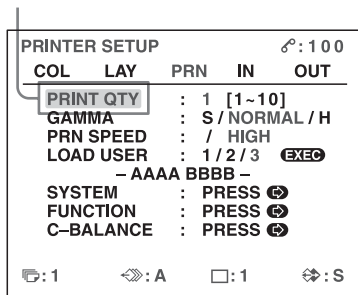 PRINTER SETUP :100
COL LAY PRN IN OUT
PRINT QTY : 1 [1~10]
GAMMA : S / NORMAL / H
PRN SPEED : / HIGH
LOAD USER : 1 / 2 / 3 EXEC
– AAAA BBBB –
SYSTEM : PRESS
FUNCTION : PRESS
C–BALANCE : PRESS
:1 :A :1 :S